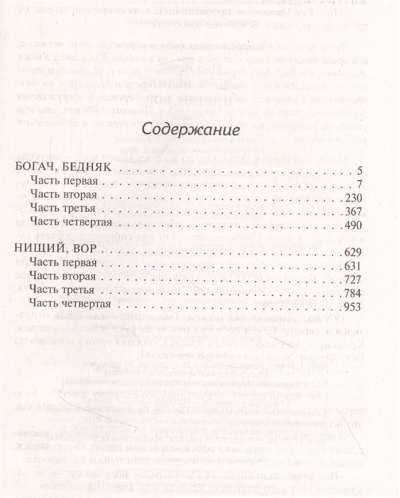 Содержание
БОГАЧ, БЕДНЯК . . . . . . . . . . . . . . . . . . . . . . . . . . . . 5
Часть первая . . . . . . . . . . . . . . . . . . . . . . . . . . . . 7
Часть вторая . . . . . . . . . . . . . . . . . . . . . . . . . . . . 230
Часть третья . . . . . . . . . . . . . . . . . . . . . . . . . . . . 367
Часть четвертая . . . . . . . . . . . . . . . . . . . . . . . . . . 490
НИЩИЙ, ВОР . . . . . . . . . . . . . . . . . . . . . . . . . . . . 629
Часть первая . . . . . . . . . . . . . . . . . . . . . . . . . . . . 631
Часть вторая . . . . . . . . . . . . . . . . . . . . . . . . . . . . 727
Часть третья . . . . . . . . . . . . . . . . . . . . . . . . . . . . 784
Часть четвертая . . . . . . . . . . . . . . . . . . . . . . . . . . 953